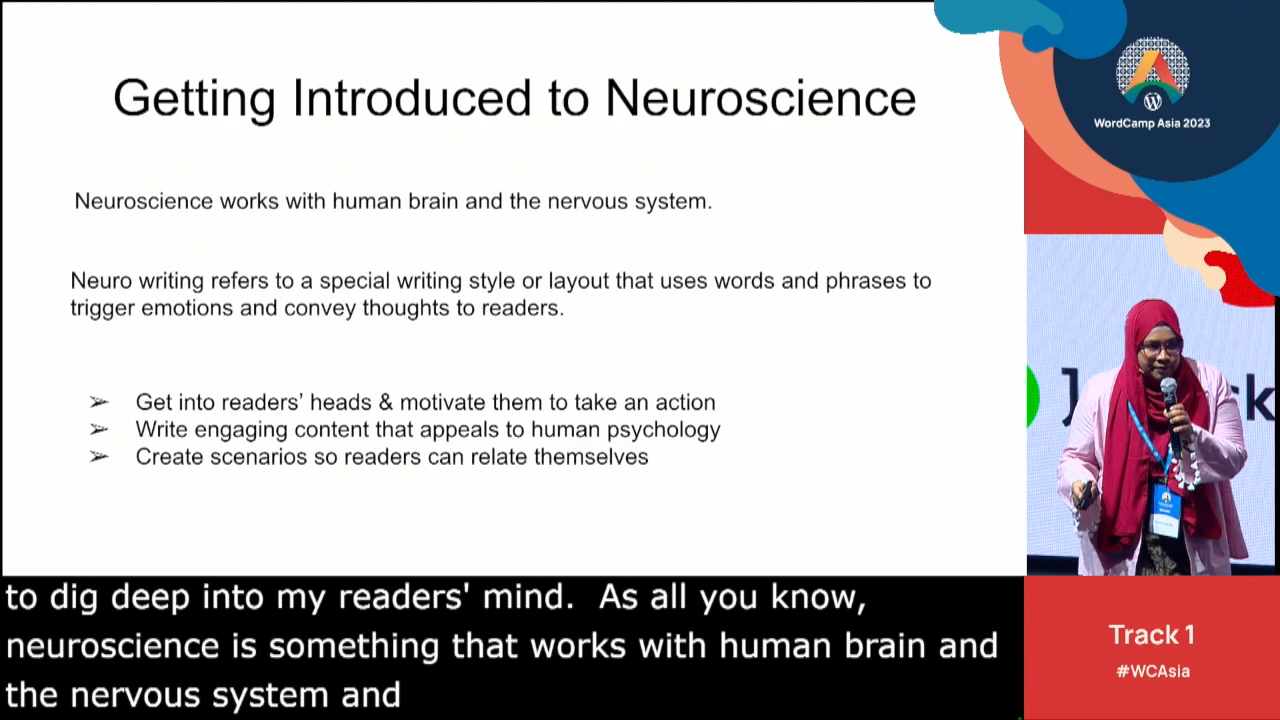 Getting Introduced to Neuroscience
Neuroscience works with human brain and the nervous system.
Neuro writing refers to a special writing style or layout that uses words and phrases to
trigger emotions and convey thoughts to readers.
➢ Get into readers’ heads & motivate them to take an action
➢ Write engaging content that appeals to human psychology
➢ Create scenarios so readers can relate themselves
WordCamp Asia 2023
to dig deep into my readers' mind.  As all you know,
neuroscience is something that works with human brain and
the nervous system and
Track 1
#WCAsia